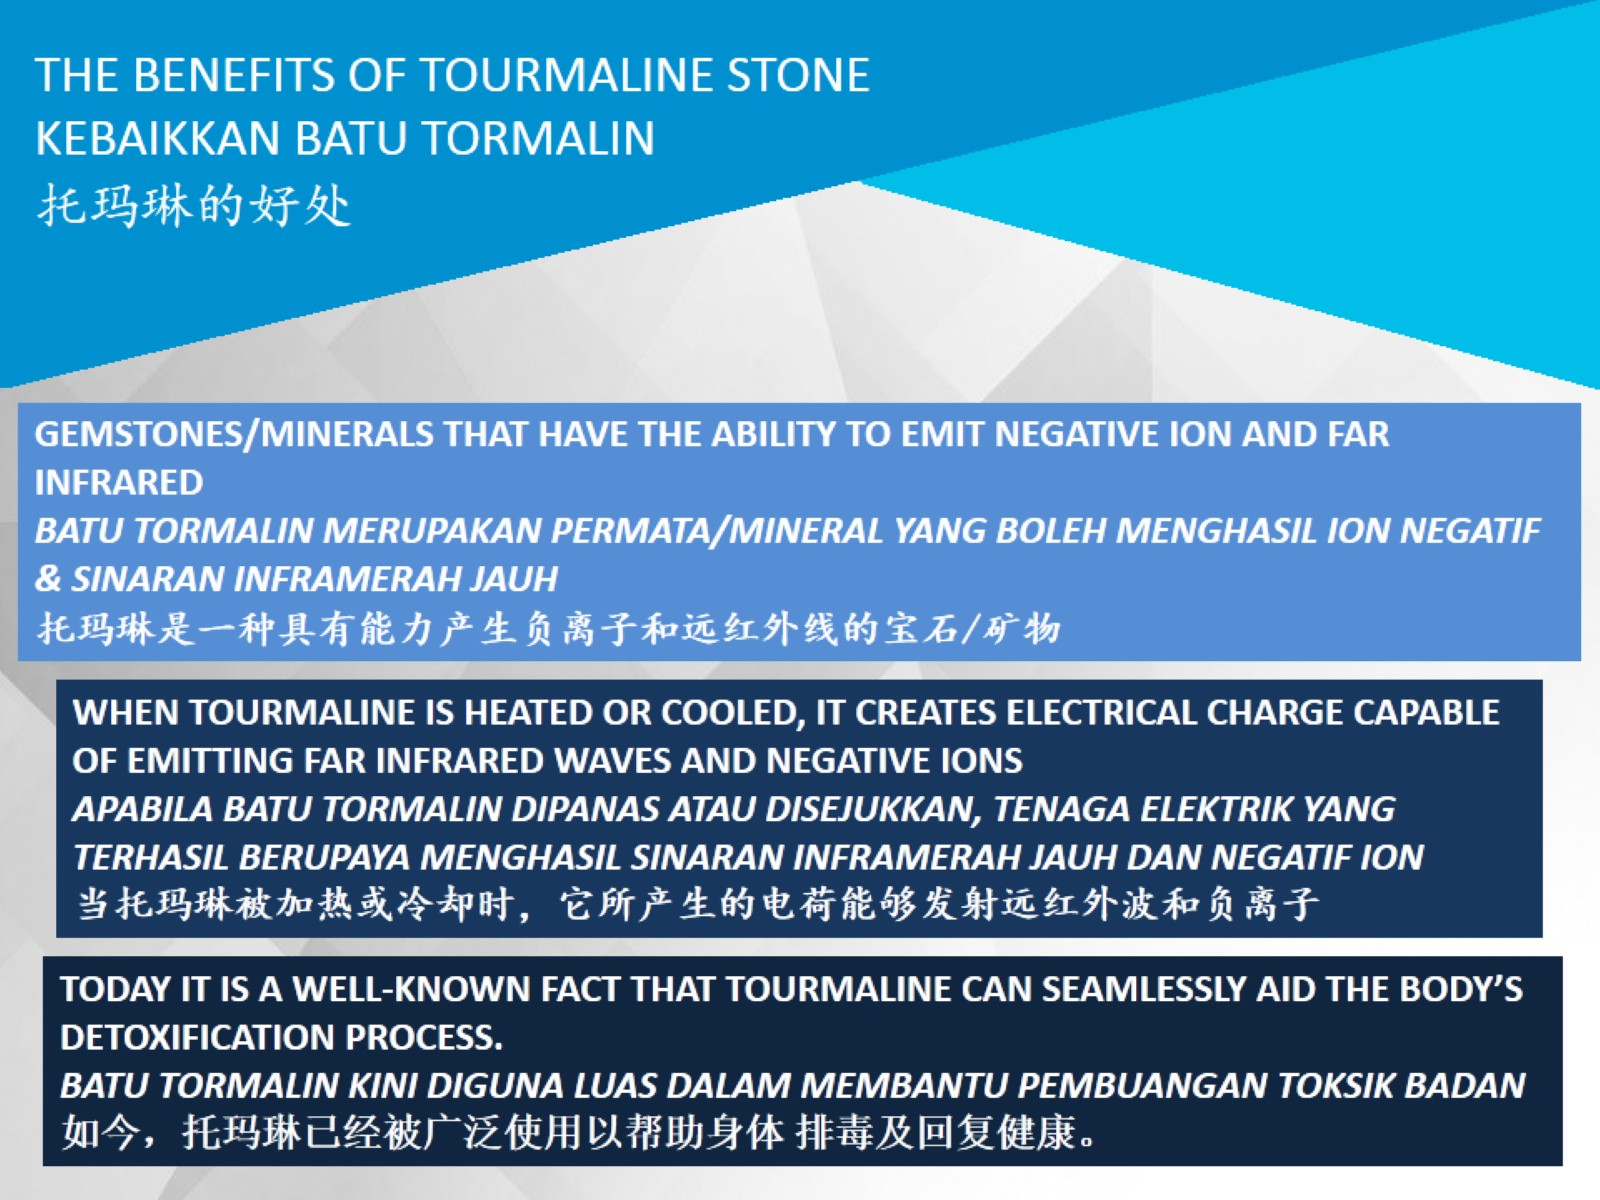 THE BENEFITS OF TOURMALINE STONE
KEBAIKKAN BATU TORMALIN
托玛琳的好处
GEMSTONES/MINERALS THAT HAVE THE ABILITY TO EMIT NEGATIVE ION AND FAR
INFRARED
BATU TORMALIN MERUPAKAN PERMATA/MINERAL YANG BOLEH MENGHASIL ION NEGATIF
& SINARAN INFRAMERAH JAUH
托玛琳是一种具有能力产生负离子和远红外线的宝石/矿物
WHEN TOURMALINE IS HEATED OR COOLED, IT CREATES ELECTRICAL CHARGE CAPABLE
OF EMITTING FAR INFRARED WAVES AND NEGATIVE IONS
APABILA BATU TORMALIN DIPANAS ATAU DISEJUKKAN, TENAGA ELEKTRIK YANG
TERHASIL BERUPAYA MENGHASIL SINARAN INFRAMERAH JAUH DAN NEGATIF ION
当托玛琳被加热或冷却时，它所产生的电荷能够发射远红外波和负离子
TODAY IT IS A WELL-KNOWN FACT THAT TOURMALINE CAN SEAMLESSLY AID THE BODY’S
DETOXIFICATION PROCESS.
BATU TORMALIN KINI DIGUNA LUAS DALAM MEMBANTU PEMBUANGAN TOKSIK BADAN
如今，托玛琳已经被广泛使用以帮助身体 排毒及回复健康。